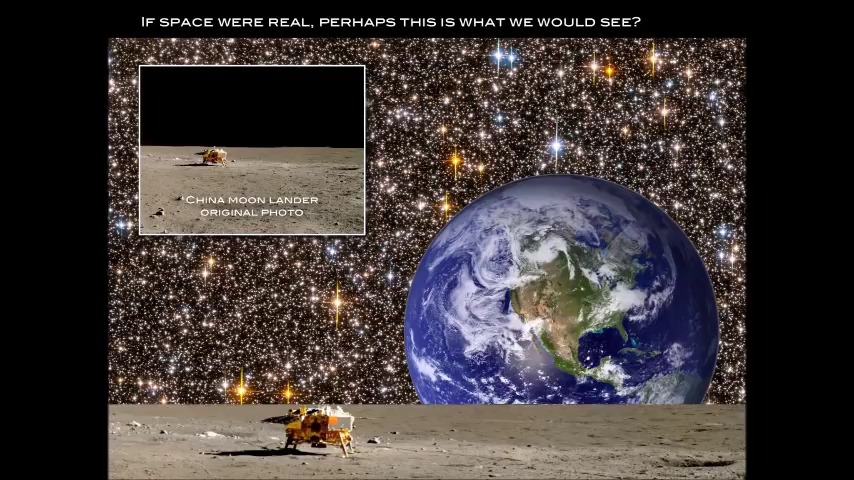 If space were real, perhaps this is what we would see?
*China moon lander
original photo